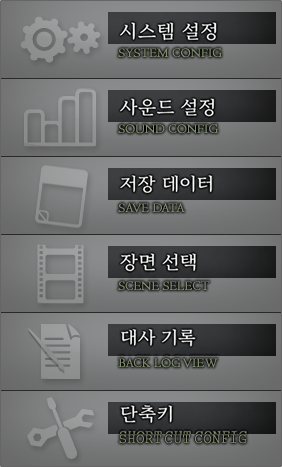 시스템 설정
SYSTEM CONFIG
사운드 설정
SOUND CONFIG
저장 데이터
SAVE DATA
장면 선택
SCENE SELECT
대사 기록
BACK LOG VIEW
단축키
SHORT CUT CONFIG